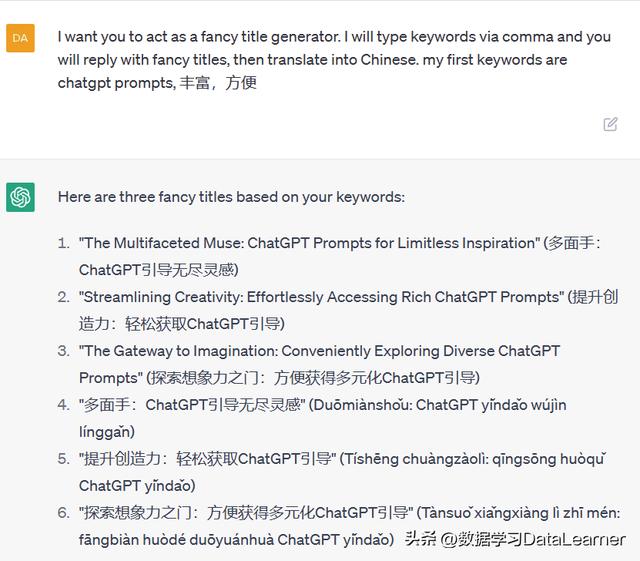 DA
I want you to act as a fancy title generator. I will type keywords via comma and you
will reply with fancy titles, then translate into Chinese. my first keywords are
chatgpt prompts, 丰富，方便
Here are three fancy titles based on your keywords:
1. "The Multifaceted Muse: ChatGPT Prompts for Limitless Inspiration" (多面手：
ChatGPT引导无尽灵感)
2. "Streamlining Creativity: Effortlessly Accessing Rich ChatGPT Prompts" (提升创
造力：轻松获取ChatGPT引导)
3. "The Gateway to Imagination: Conveniently Exploring Diverse ChatGPT
Prompts" (探索想象力之门：方便获得多元化ChatGPT引导)
4. "多面手：ChatGPT引导无尽灵感" (Duōmiànshǒu: ChatGPT yǐndǎo wújìn
línggǎn)
5. "提升创造力：轻松获取ChatGPT引导" (Tíshēng chuàngzàolì: qīngsōng huòqǔ
ChatGPT yǐndǎo)
6. "探索想象力之门：方便获得多元化ChatGPT引导" (Tànsuǒ xiǎngxiàng lì zhī mén:
fāngbiàn huòdé duōyuánhuà ChatGPT yǐndǎo)
头条 @数据学习DataLearner